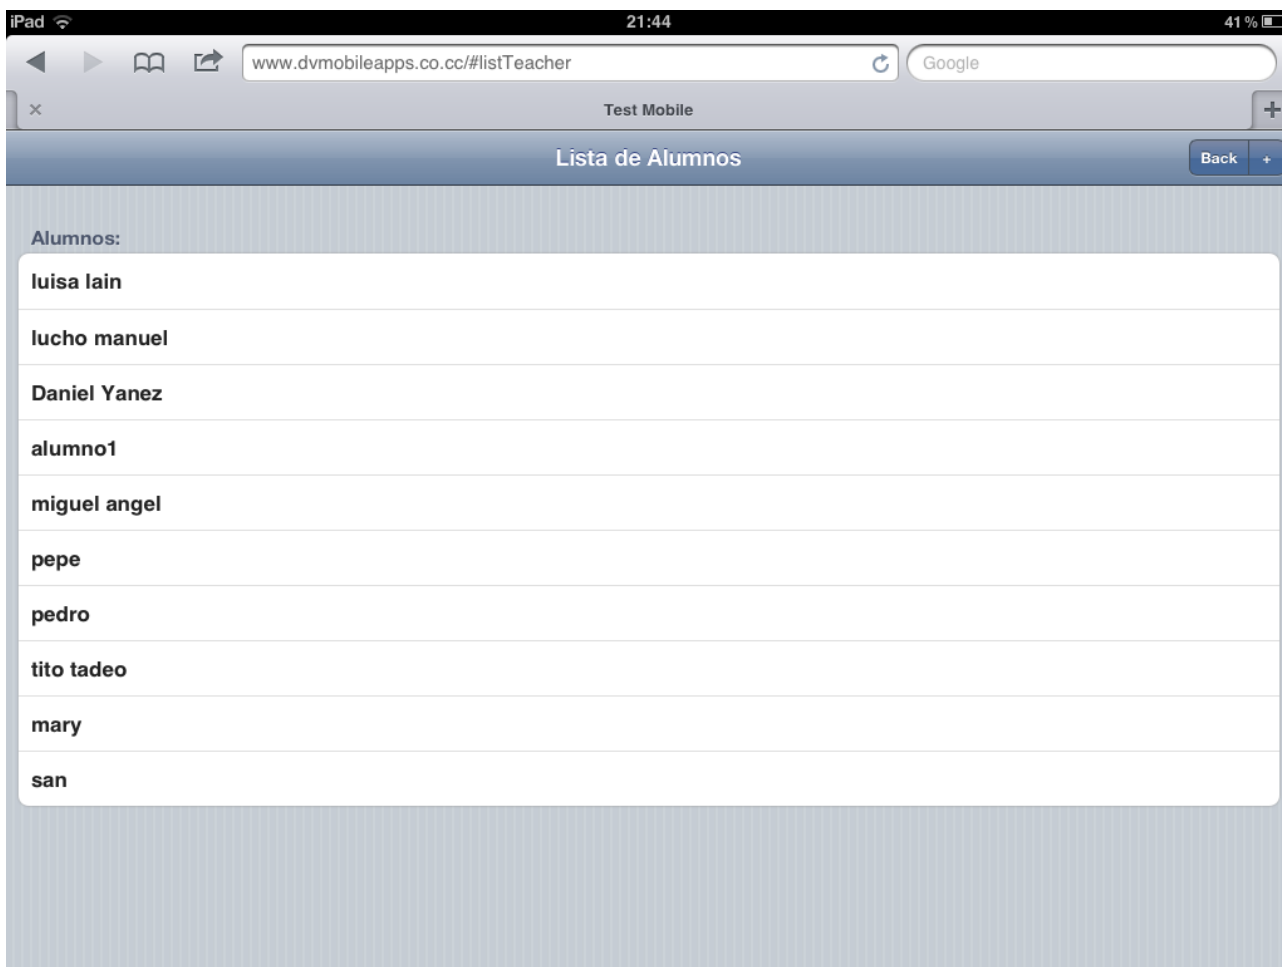 iPad 21:44 41 %
www.dvmobileapps.co.cc/#listTeacher Google
Test Mobile
Lista de Alumnos Back +
Alumnos:
luisa lain
lucho manuel
Daniel Yanez
alumno1
miguel angel
pepe
pedro
tito tadeo
mary
san